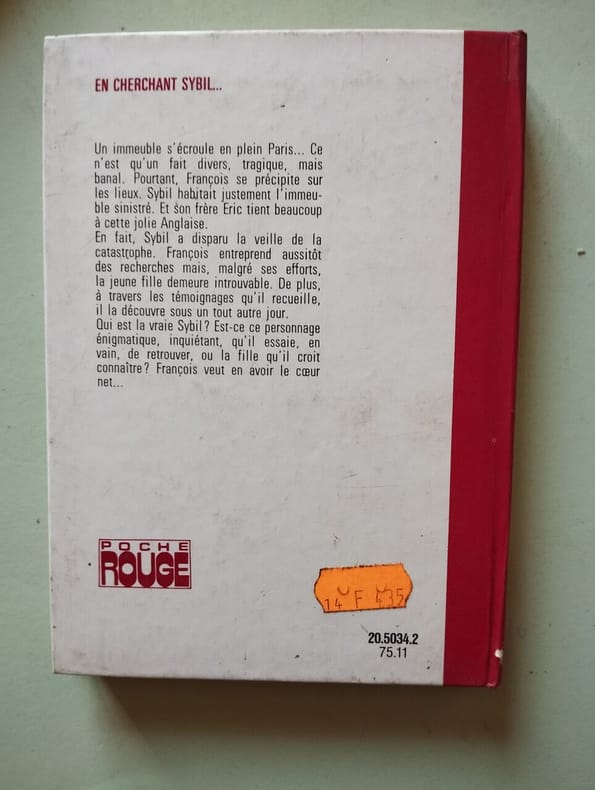 EN CHERCHANT SYBIL...
Un immeuble s'écroule en plein Paris... Ce
n'est qu'un fait divers, tragique, mais
banal. Pourtant, François se précipite sur
les lieux. Sybil habitait justement l'immeu-
ble sinistré. Et son frère Eric tient beaucoup
à cette jolie Anglaise.
En fait, Sybil a disparu la veille de la
catastrophe. François entreprend aussitôt
des recherches mais, malgré ses efforts,
la jeune fille demeure introuvable. De plus,
à travers les témoignages qu'il recueille,
il la découvre sous un tout autre jour.
Qui est la vraie Sybil? Est-ce ce personnage
énigmatique, inquiétant, qu'il essaie, en
vain, de retrouver, ou la fille qu'il croit
connaître? François veut en avoir le cœur
net...
POCHE
ROUGE
14 F
20.5034.2
75.11